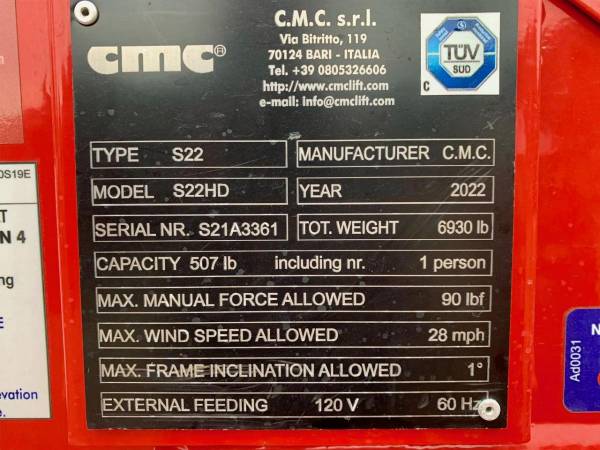 cmc®
C.M.C. s.r.l.
Via Bitritto, 119
70124 BARI - ITALIA
Tel. +39 0805326606
http://www.cmclift.com
e-mail: info@cmclift.com
TÜV
SUD
C
TYPE S22
MANUFACTURER C.M.C.
MODEL S22HD
YEAR 2022
SERIAL NR. S21A3361
TOT. WEIGHT 6930 lb
CAPACITY 507 lb including nr. 1 person
MAX. MANUAL FORCE ALLOWED 90 lbf
MAX. WIND SPEED ALLOWED 28 mph
MAX. FRAME INCLINATION ALLOWED 1°
EXTERNAL FEEDING 120 V 60 Hz
0S19E
N 4
Ad0031